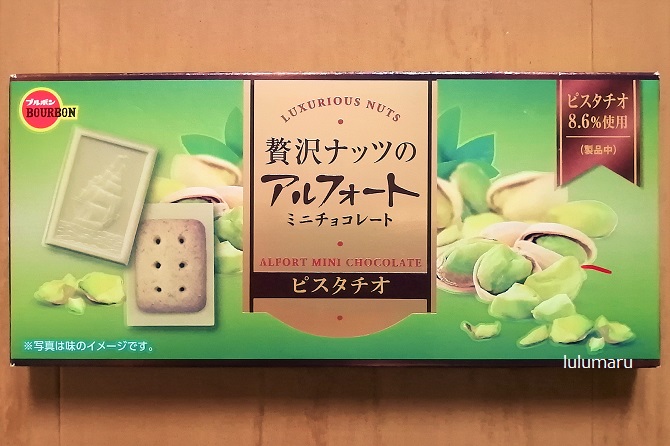 ブルボン
BOURBON
LUXURIOUS NUTS
贅沢ナッツの
アルフォート
ミニチョコレート
ALFORT MINI CHOCOLATE
ピスタチオ
ピスタチオ
8.6%使用
(製品中)
※写真は味のイメージです。
lulumaru